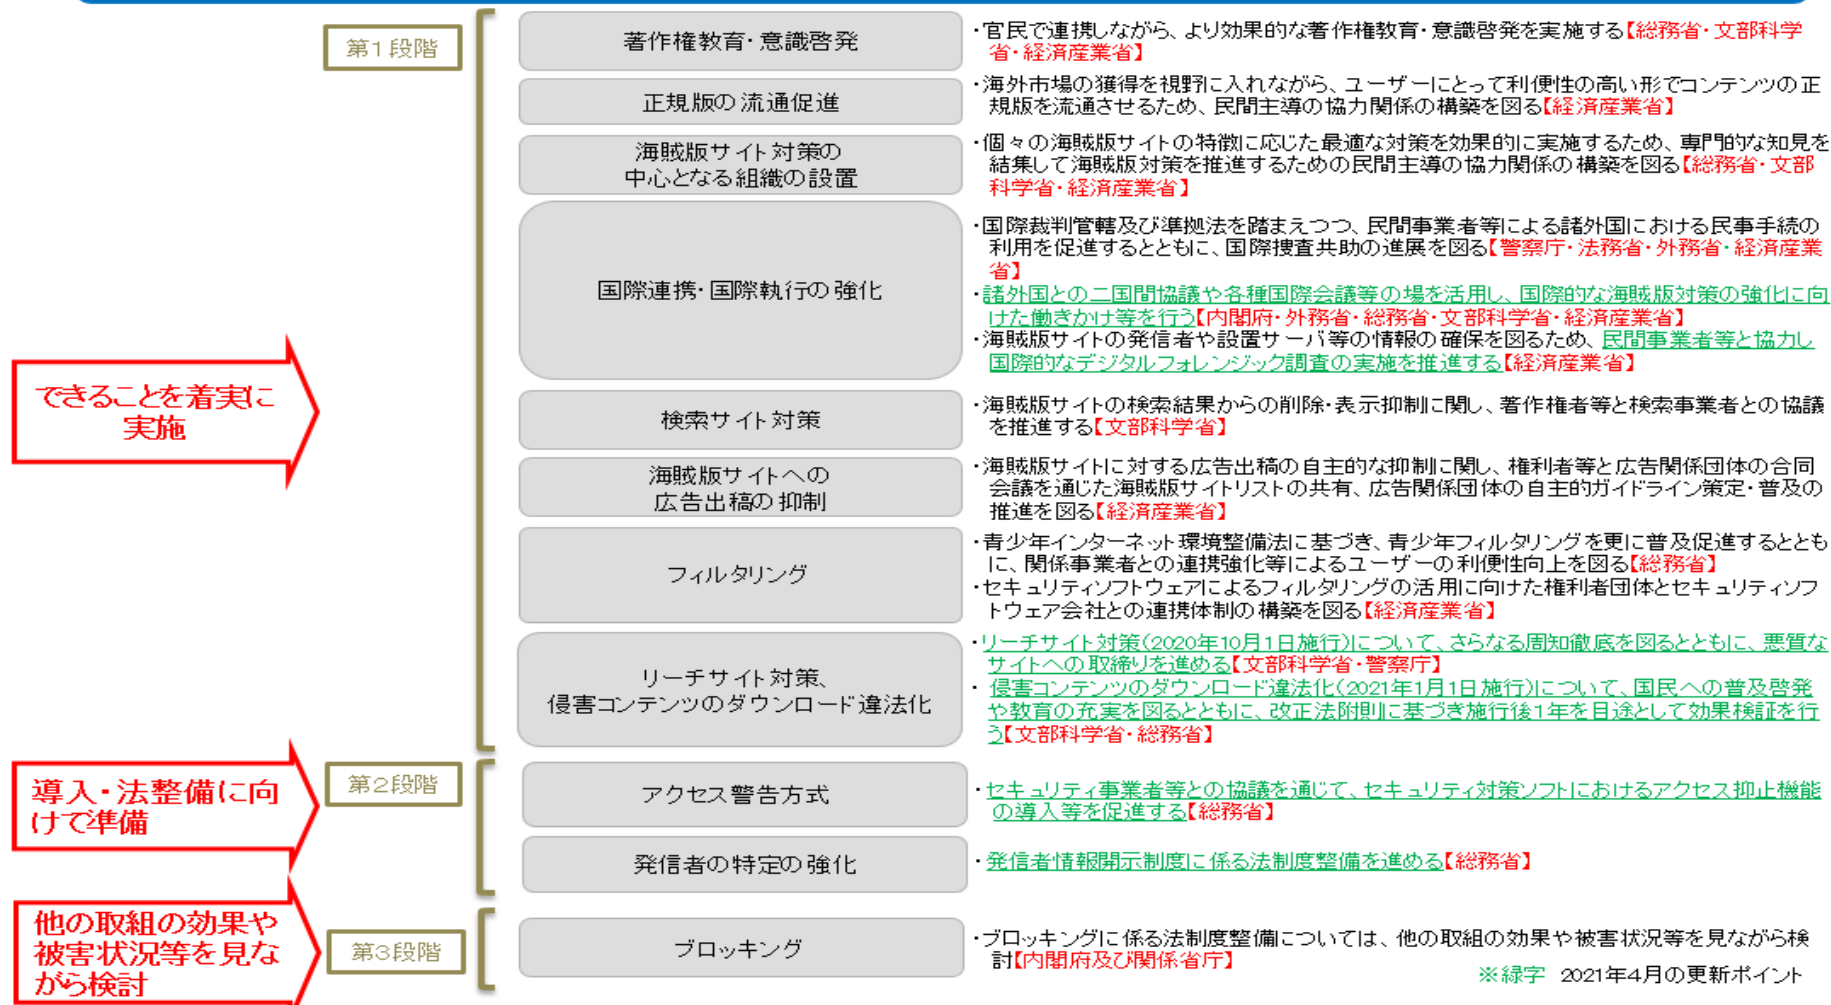 第1段階
著作権教育・意識啓発
・官民で連携しながら、より効果的な著作権教育・意識啓発を実施する【総務省・文部科学
省・経済産業省】
正規版の流通促進
・海外市場の獲得を視野に入れながら、ユーザーにとって利便性の高い形でコンテンツの正
規版を流通させるため、民間主導の協力関係の構築を図る【経済産業省】
海賊版サイト対策の
中心となる組織の設置
・個々の海賊版サイトの特徴に応じた最適な対策を効果的に実施するため、専門的な知見を
結集して海賊版対策を推進するための民間主導の協力関係の構築を図る【総務省・文部
科学省・経済産業省】
国際連携・国際執行の強化
・国際裁判管轄及び準拠法を踏まえつつ、民間事業者等による諸外国における民事手続の
利用を促進するとともに、国際捜査共助の進展を図る【警察庁・法務省・外務省・経済産業
省】
・諸外国との二国間協議や各種国際会議等の場を活用し、国際的な海賊版対策の強化に向
けた働きかけ等を行う【内閣府・外務省・総務省・文部科学省・経済産業省】
・海賊版サイトの発信者や設置サーバ等の情報の確保を図るため、民間事業者等と協力し
国際的なデジタルフォレンジック調査の実施を推進する【経済産業省】
できることを着実に
実施
検索サイト対策
・海賊版サイトの検索結果からの削除・表示抑制に関し、著作権者等と検索事業者との協議
を推進する【文部科学省】
海賊版サイトへの
広告出稿の抑制
・海賊版サイトに対する広告出稿の自主的な抑制に関し、権利者等と広告関係団体の合同
会議を通じた海賊版サイトリストの共有、広告関係団体の自主的ガイドライン策定・普及の
推進を図る【経済産業省】
フィルタリング
・青少年インターネット環境整備法に基づき、青少年フィルタリングを更に普及促進するととも
に、関係事業者との連携強化等によるユーザーの利便性向上を図る【総務省】
・セキュリティソフトウェアによるフィルタリングの活用に向けた権利者団体とセキュリティソフ
トウェア会社との連携体制の構築を図る【経済産業省】
リーチサイト対策、
侵害コンテンツのダウンロード違法化
・リーチサイト対策(2020年10月1日施行)について、さらなる周知徹底を図るとともに、悪質な
サイトへの取締りを進める【文部科学省・警察庁】
・侵害コンテンツのダウンロード違法化(2021年1月1日施行)について、国民への普及啓発
や教育の充実を図るとともに、改正法附則に基づき施行後1年を目途として効果検証を行
う【文部科学省・総務省】
導入・法整備に向
けて準備
第2段階
アクセス警告方式
・セキュリティ事業者等との協議を通じて、セキュリティ対策ソフトにおけるアクセス抑止機能
の導入等を促進する【総務省】
発信者の特定の強化
・発信者情報開示制度に係る法制度整備を進める【総務省】
他の取組の効果や
被害状況等を見な
がら検討
第3段階
ブロッキング
・ブロッキングに係る法制度整備については、他の取組の効果や被害状況等を見ながら検
討【内閣府及び関係省庁】
※緑字 2021年4月の更新ポイント